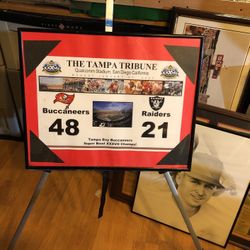 THE TAMPA TRIBUNE
Qualcomm Stadium, San Diego California
Buccaneers
Raiders
48
21
Tampa Bay Buccaneers
Super Bowl XXXVII Champs!